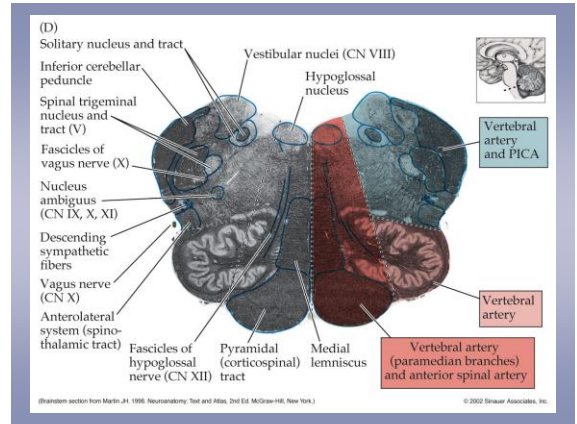 (D)
Solitary nucleus and tract
Inferior cerebellar
peduncle
Spinal trigeminal
nucleus and
tract (V)
Fascicles of
vagus nerve (X)
Nucleus
ambiguus
(CN IX, X, XI)
Descending
sympathetic
fibers
Vagus nerve
(CN X)
Anterolateral
system (spino-
thalamic tract)
Vestibular nuclei (CN VIII)
Hypoglossal
nucleus
Vertebral
artery
and PICA
Vertebral
artery
Fascicles of
hypoglossal
nerve (CN XII)
Pyramidal
(corticospinal)
tract
Medial
lemniscus
Vertebral artery
(paramedian branches)
and anterior spinal artery
(Brainstem section from Martin JH. 1996. Neuroanatomy: Text and Atlas, 2nd Ed. McGraw-Hill, New York.)
© 2002 Sinauer Associates, Inc.